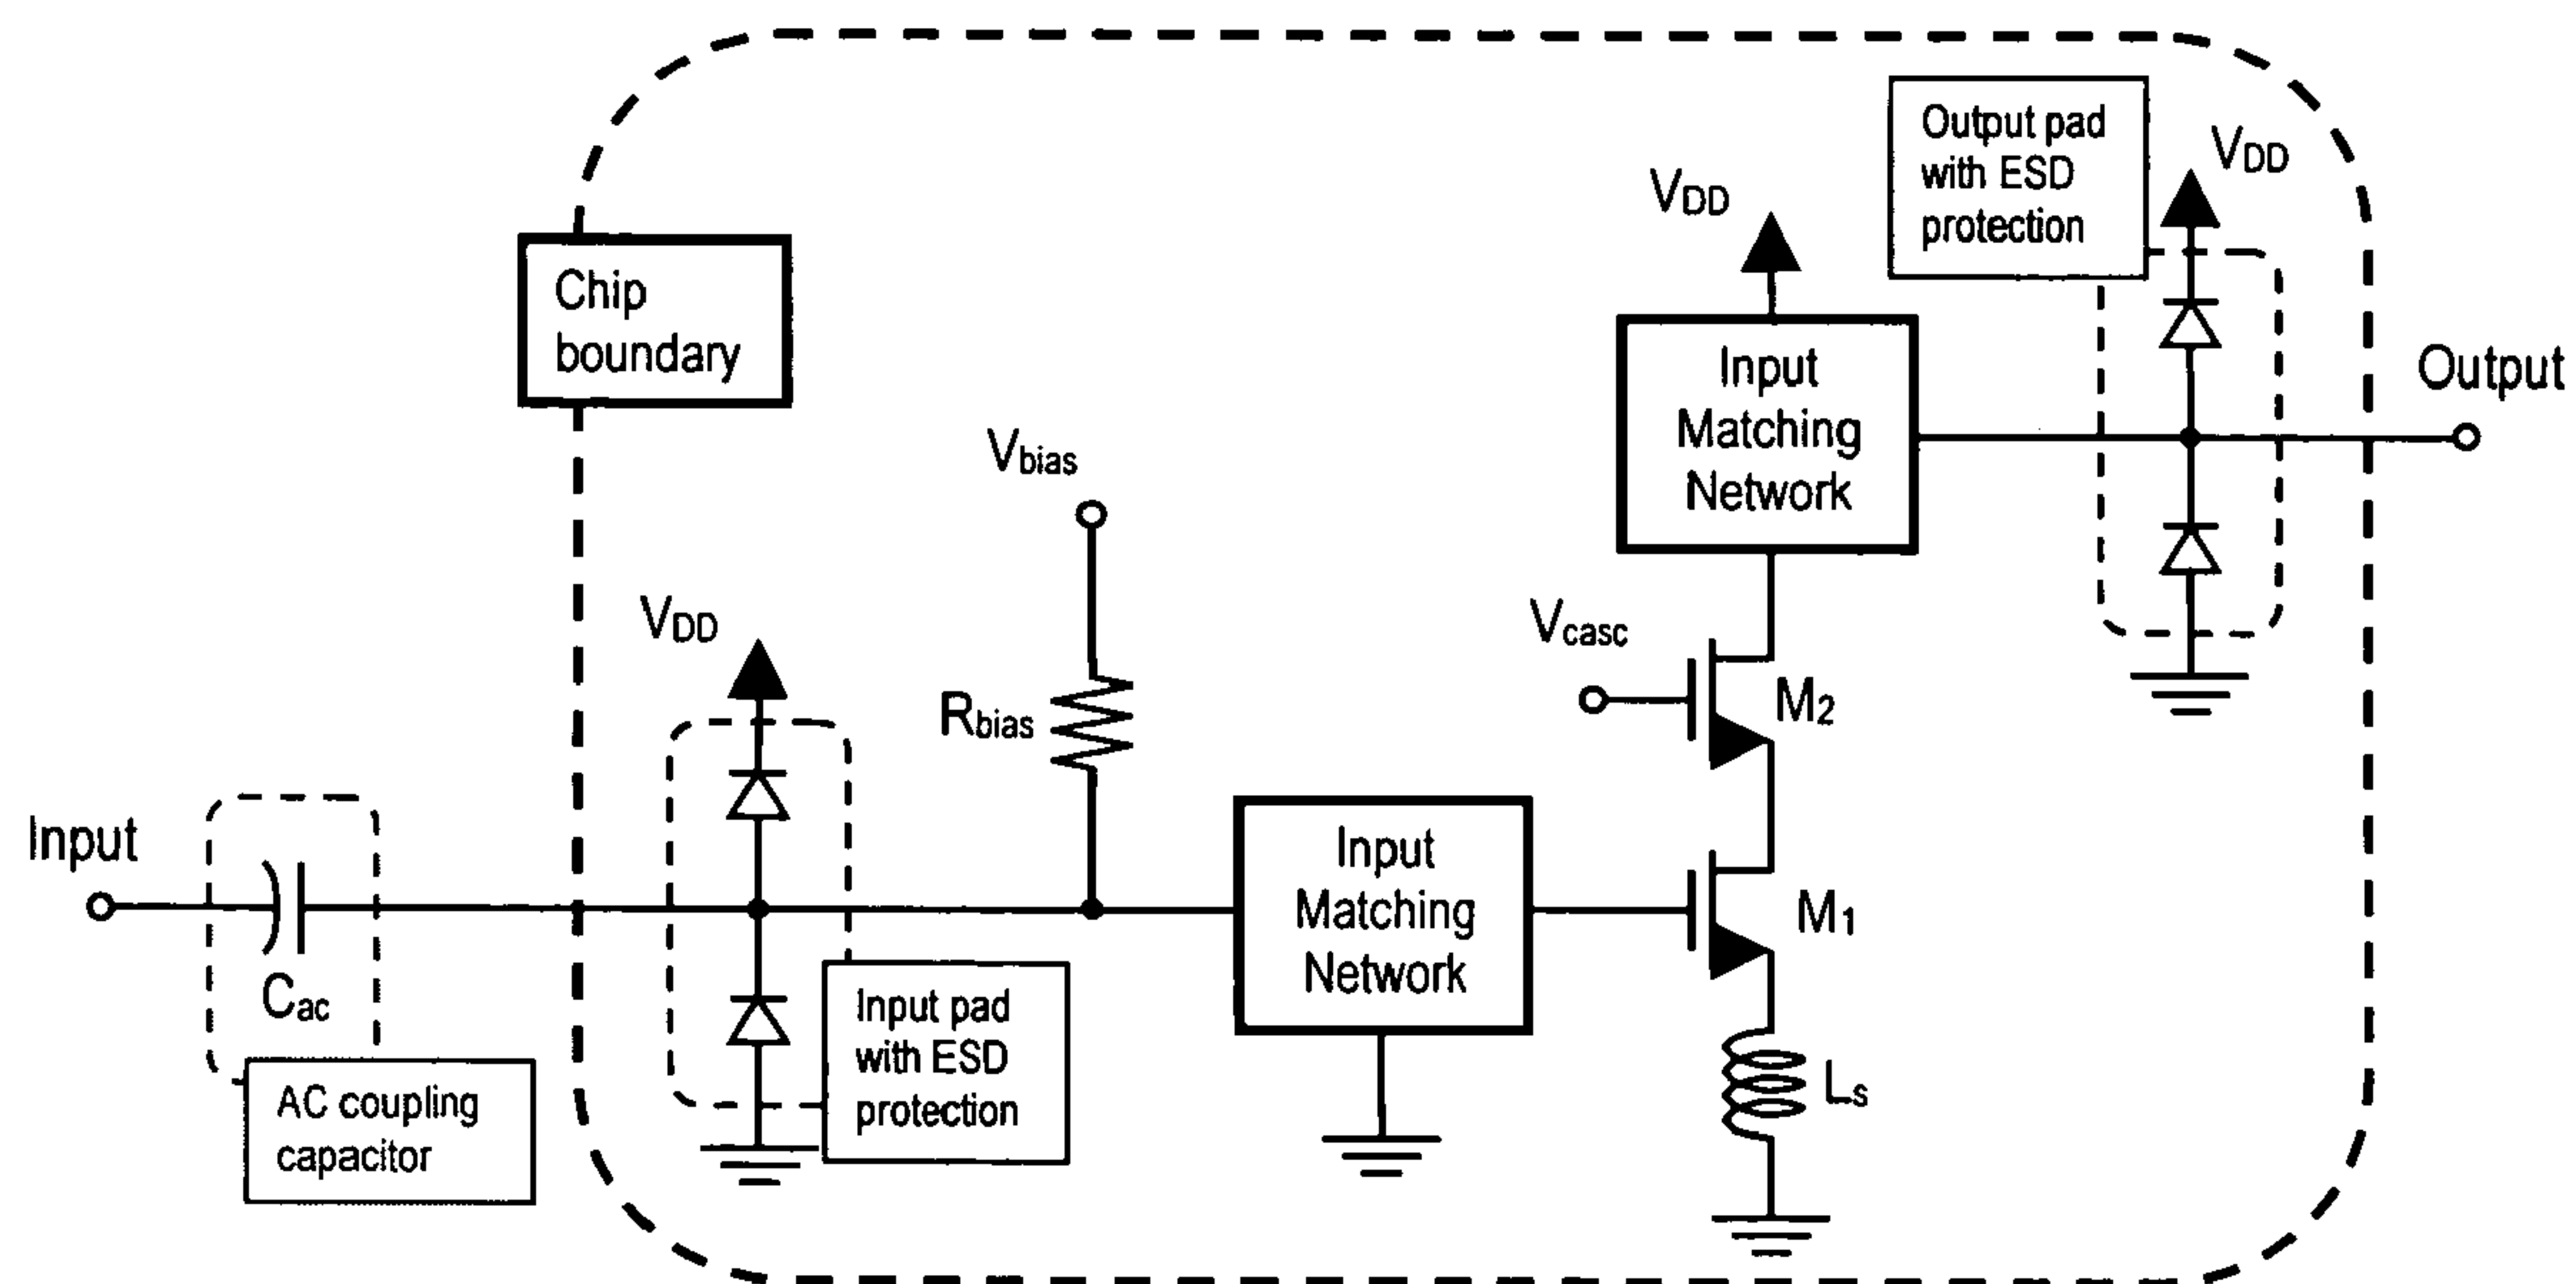 Output pad
with ESD
protection
VDD
VDD
Chip
boundary
Input
Matching
Network
Output
Vbias
VDD
Vcasc
Rbias
M2
Input
Cac
Input
Matching
Network
M1
Input pad
with ESD
protection
AC coupling
capacitor
Ls